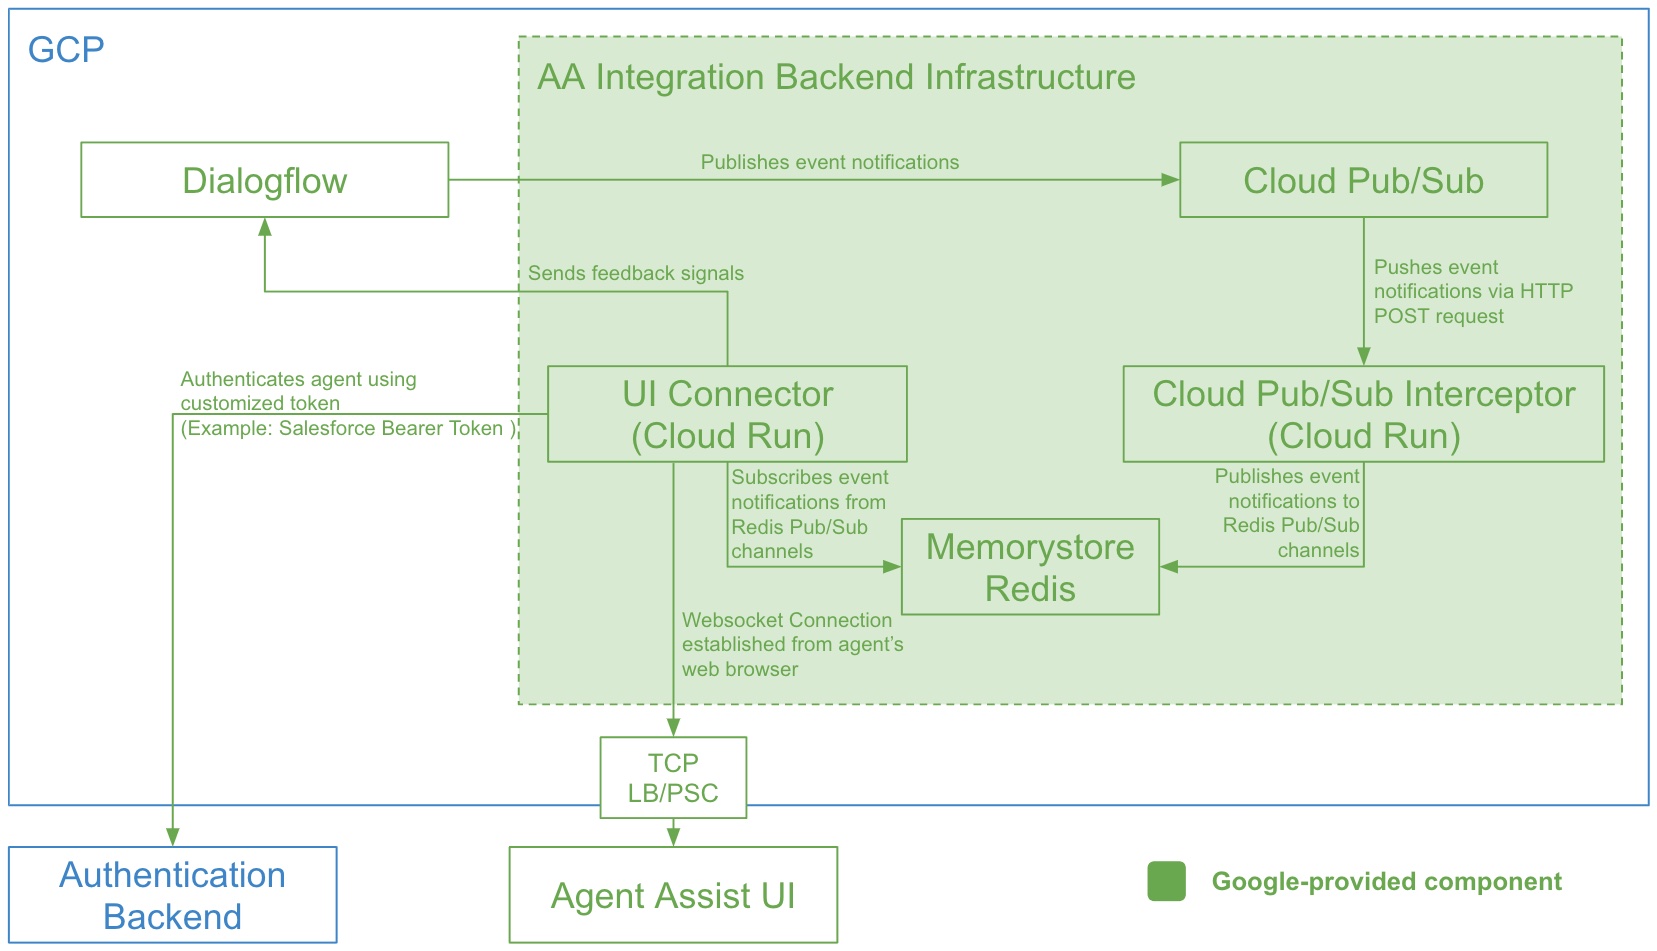 GCP
AA Integration Backend Infrastructure
Dialogflow
Publishes event notifications
Cloud Pub/Sub
Sends feedback signals
Pushes event
notifications via HTTP
POST request
Authenticates agent using
customized token
(Example: Salesforce Bearer Token )
UI Connector
(Cloud Run)
Cloud Pub/Sub Interceptor
(Cloud Run)
Subscribes event
notifications from
Redis Pub/Sub
channels
Publishes event
notifications to
Redis Pub/Sub
channels
Memorystore
Redis
Websocket Connection
established from agent’s
web browser
TCP
LB/PSC
Authentication
Backend
Agent Assist UI
Google-provided component